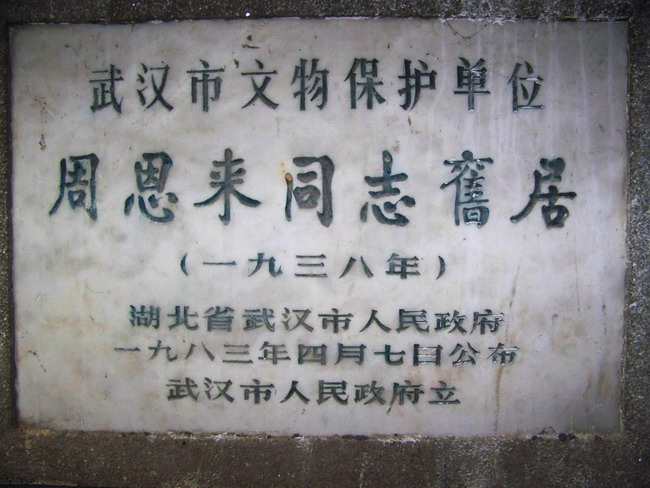 武汉市文物保护单位
周恩来同志舊居
（一九三八年）
湖北省武汉市人民政府
一九八三年四月七日公布
武汉市人民政府立